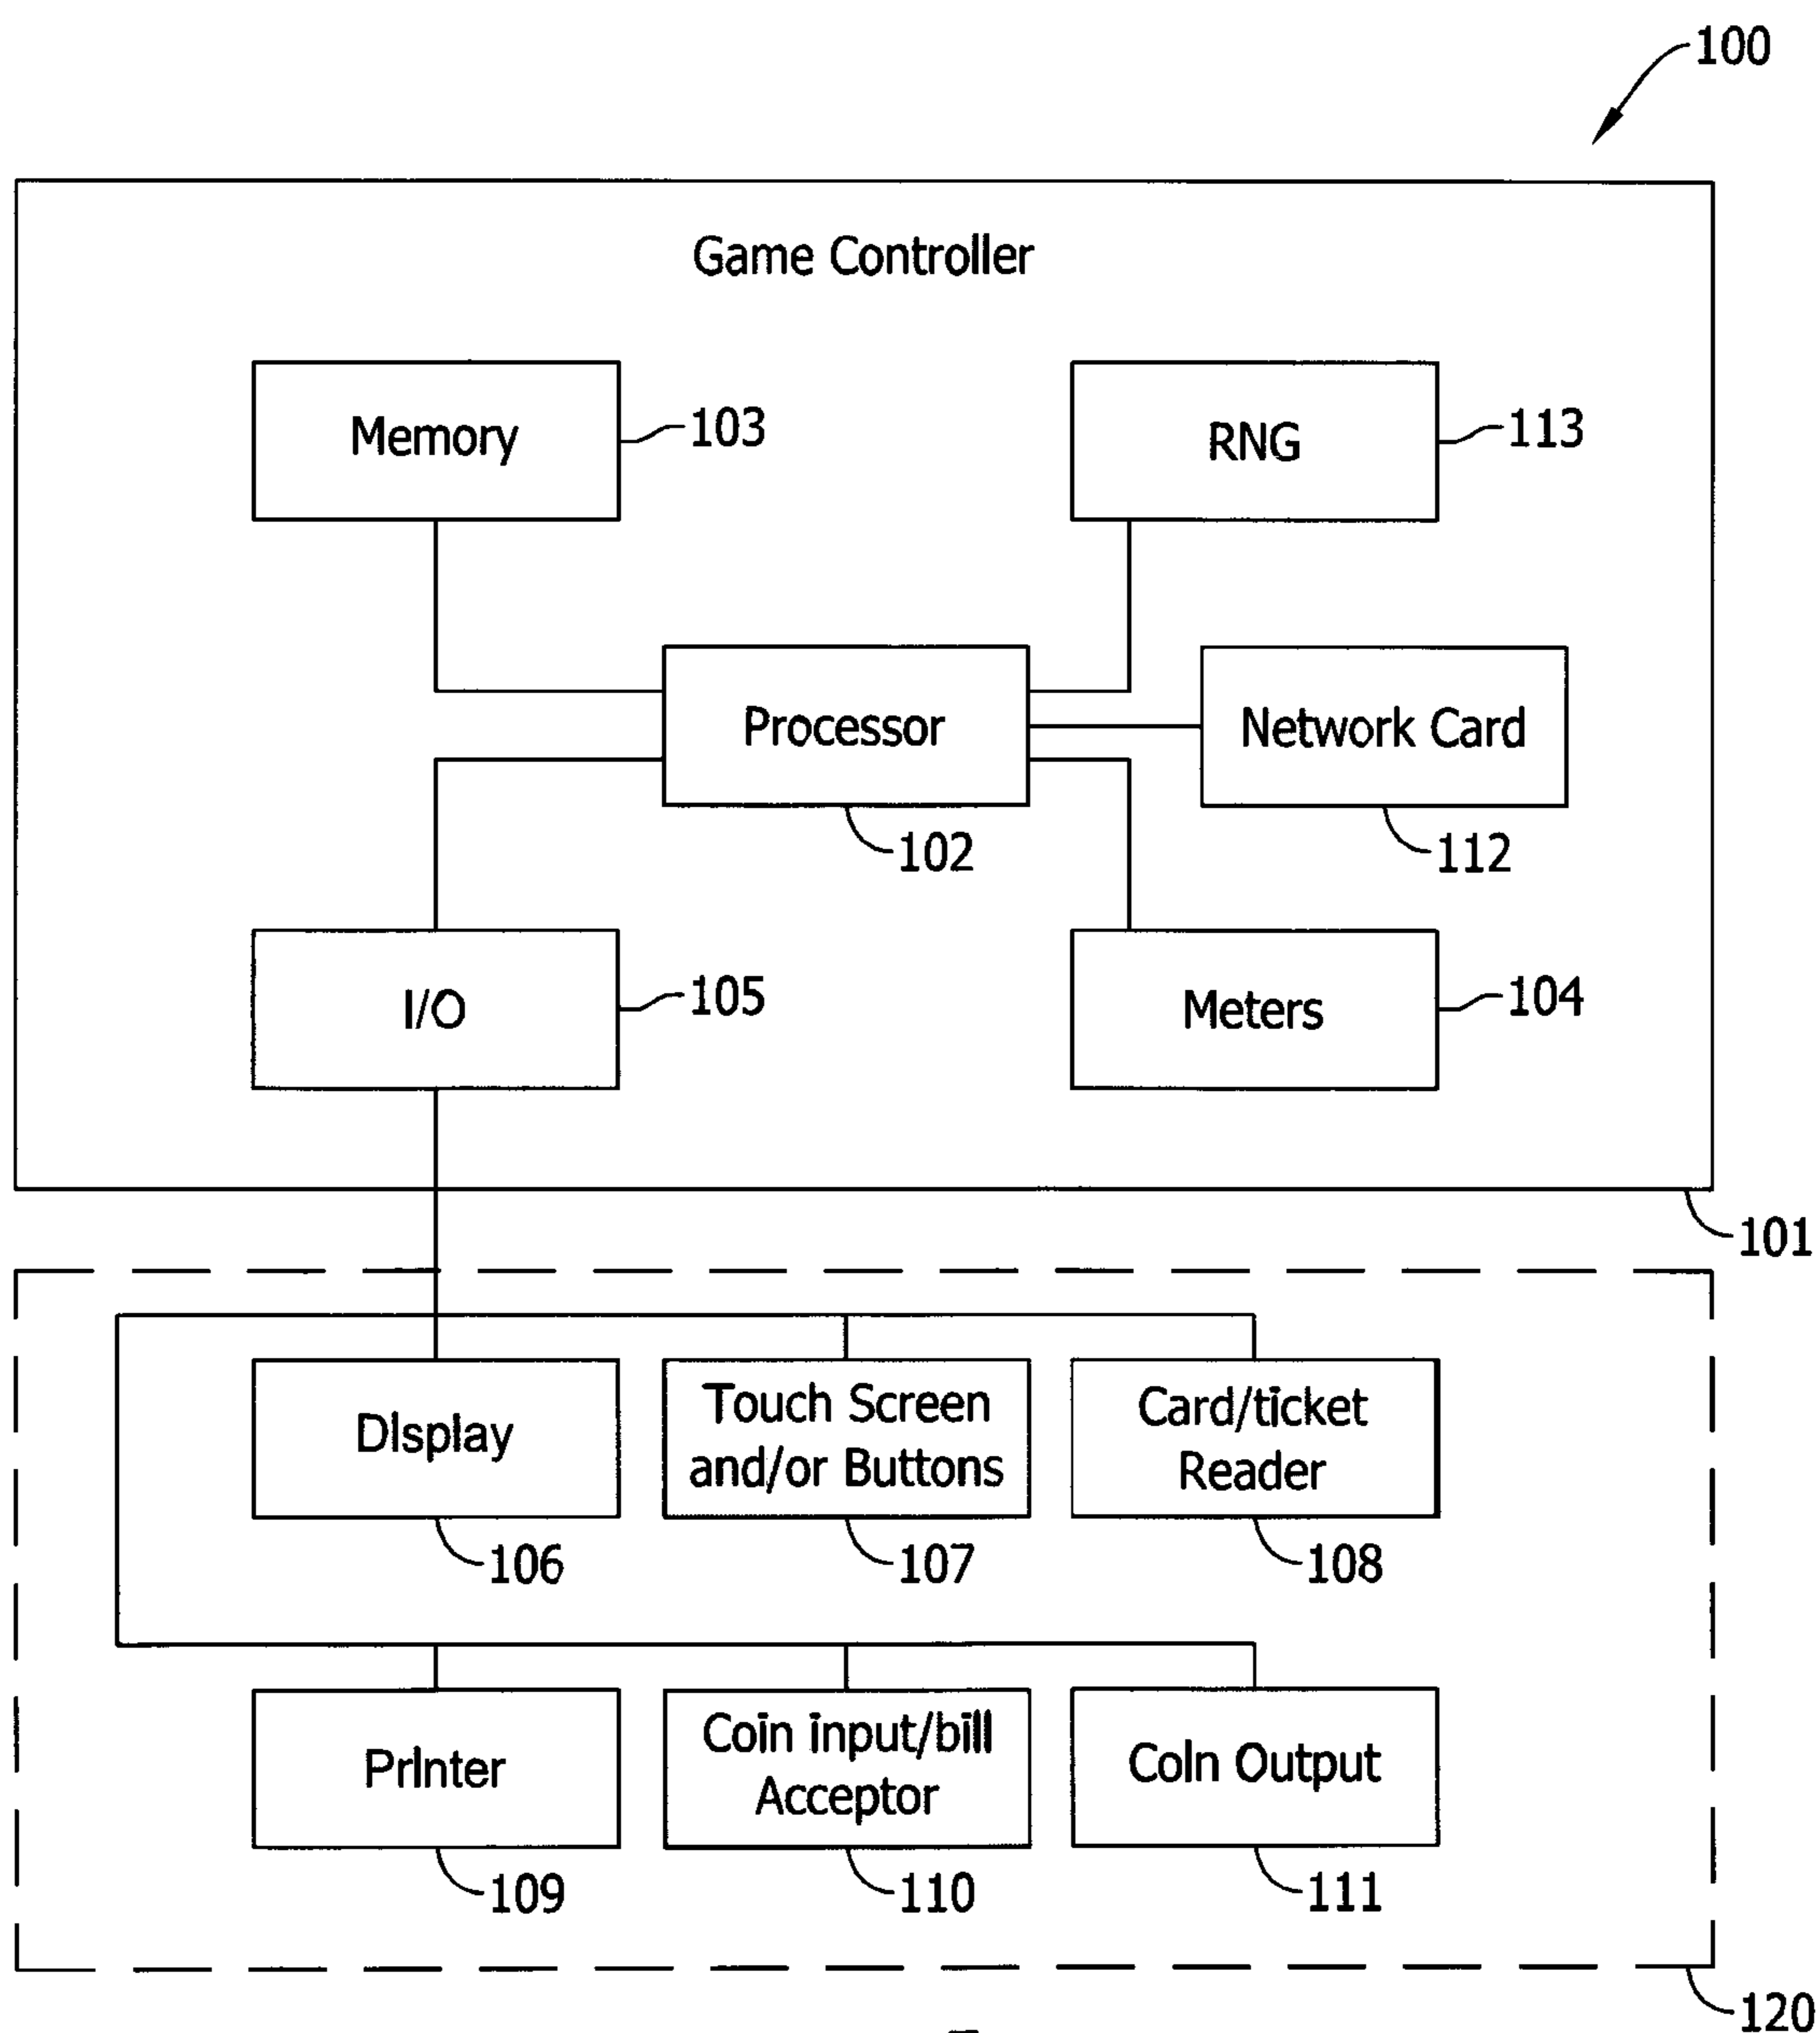 100
Game Controller
Memory
103
RNG
113
Processor
102
Network Card
112
I/O
105
Meters
104
101
DIsplay
106
Touch Screen
and/or Buttons
107
Card/ticket
Reader
108
PrInter
109
Coin input/bill
Acceptor
110
CoIn Output
111
120